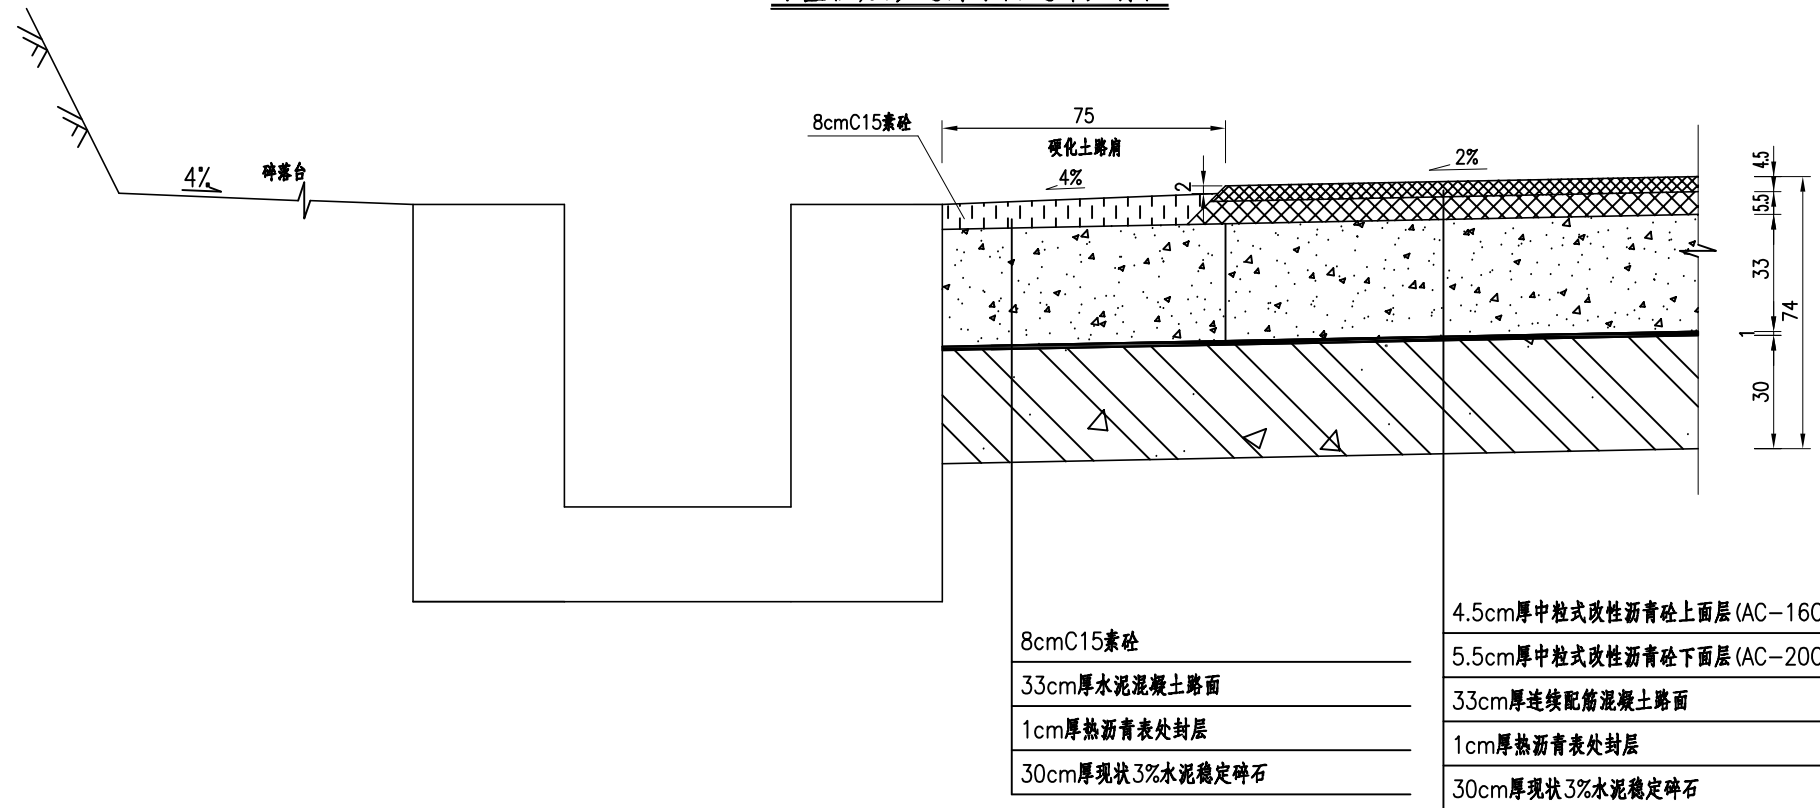 8cmC15素砼
75
硬化土路肩
4%
碎落台
4%
2
2%
4.5
5.5
33
1
30
74
8cmC15素砼
33cm厚水泥混凝土路面
1cm厚热沥青表处封层
30cm厚现状3%水泥稳定碎石
4.5cm厚中粒式改性沥青砼上面层(AC-16C
5.5cm厚中粒式改性沥青砼下面层(AC-20C
33cm厚连续配筋混凝土路面
1cm厚热沥青表处封层
30cm厚现状3%水泥稳定碎石